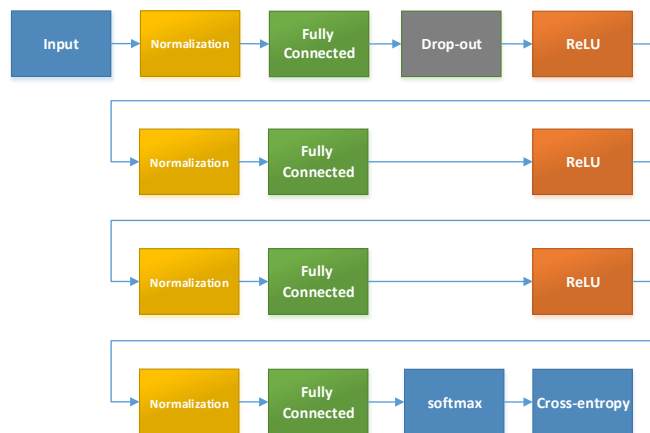 Input
Normalization
Fully
Connected
Drop-out
ReLU
Normalization
Fully
Connected
ReLU
Normalization
Fully
Connected
ReLU
Normalization
Fully
Connected
softmax
Cross-entropy